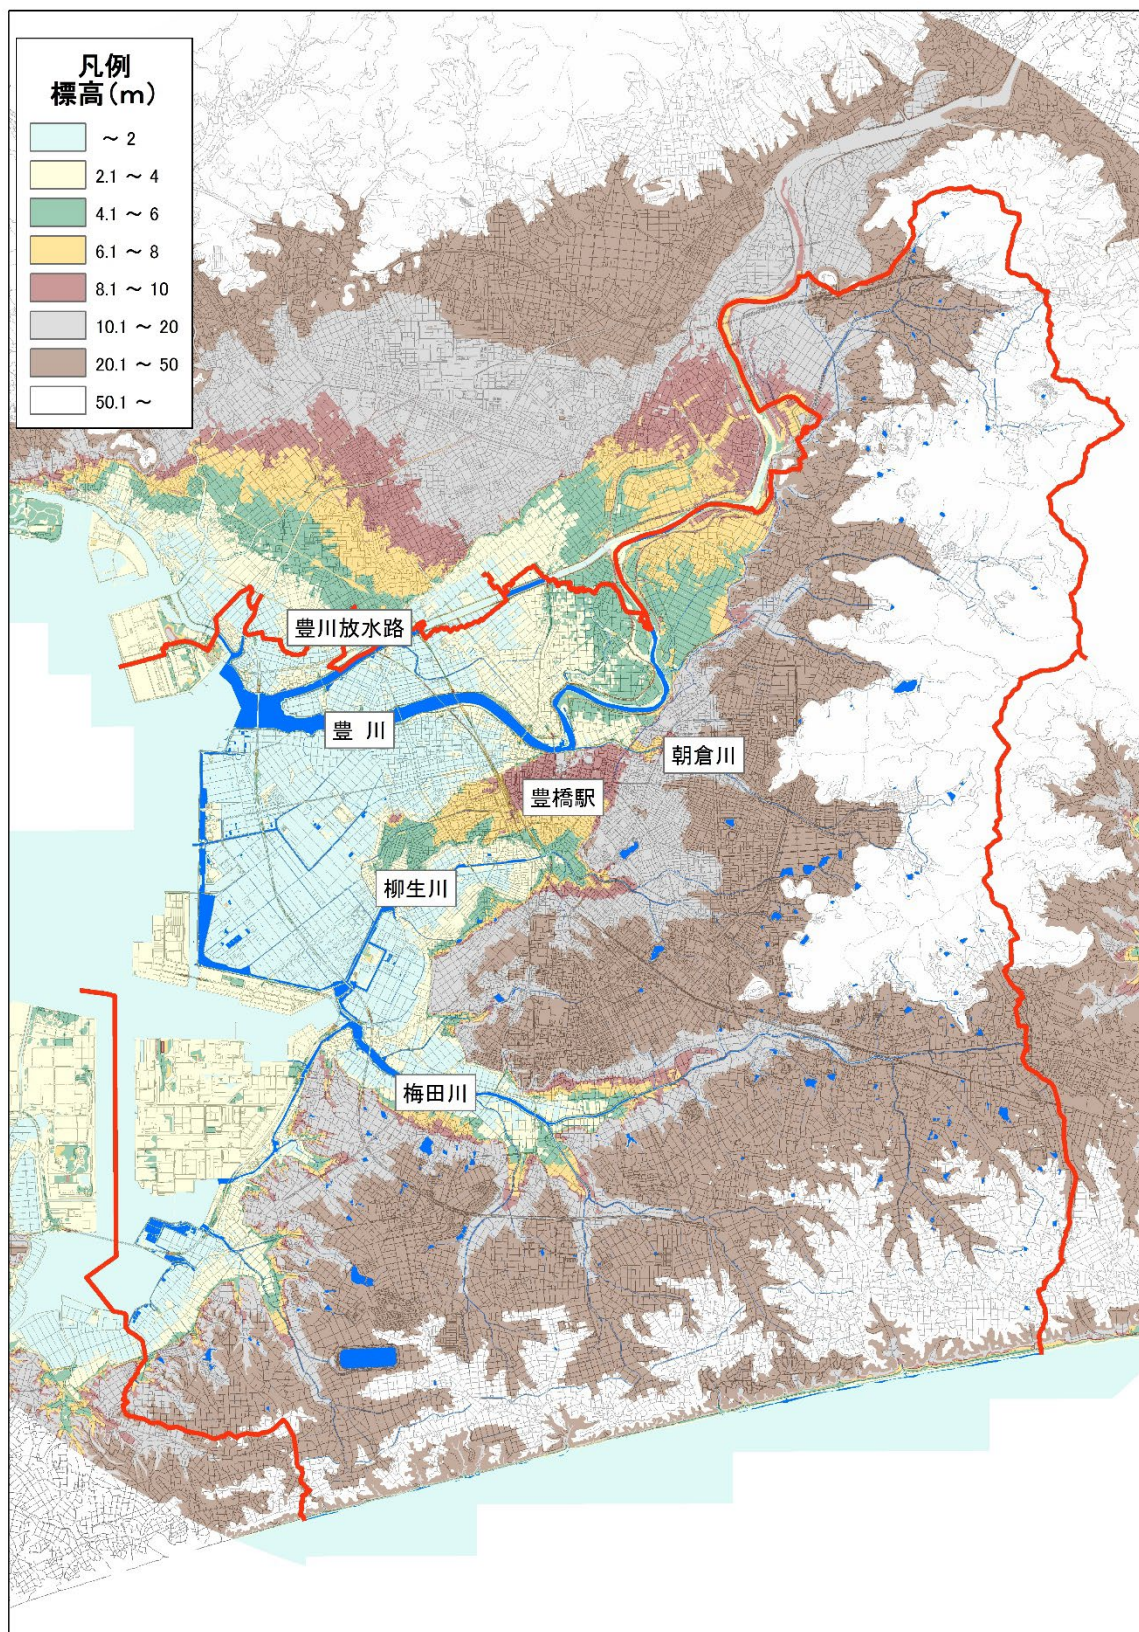 凡例
標高(m)
～ 2
2.1 ～ 4
4.1 ～ 6
6.1 ～ 8
8.1 ～ 10
10.1 ～ 20
20.1 ～ 50
50.1 ～
豊川放水路
豊 川
朝倉川
豊橋駅
柳生川
梅田川